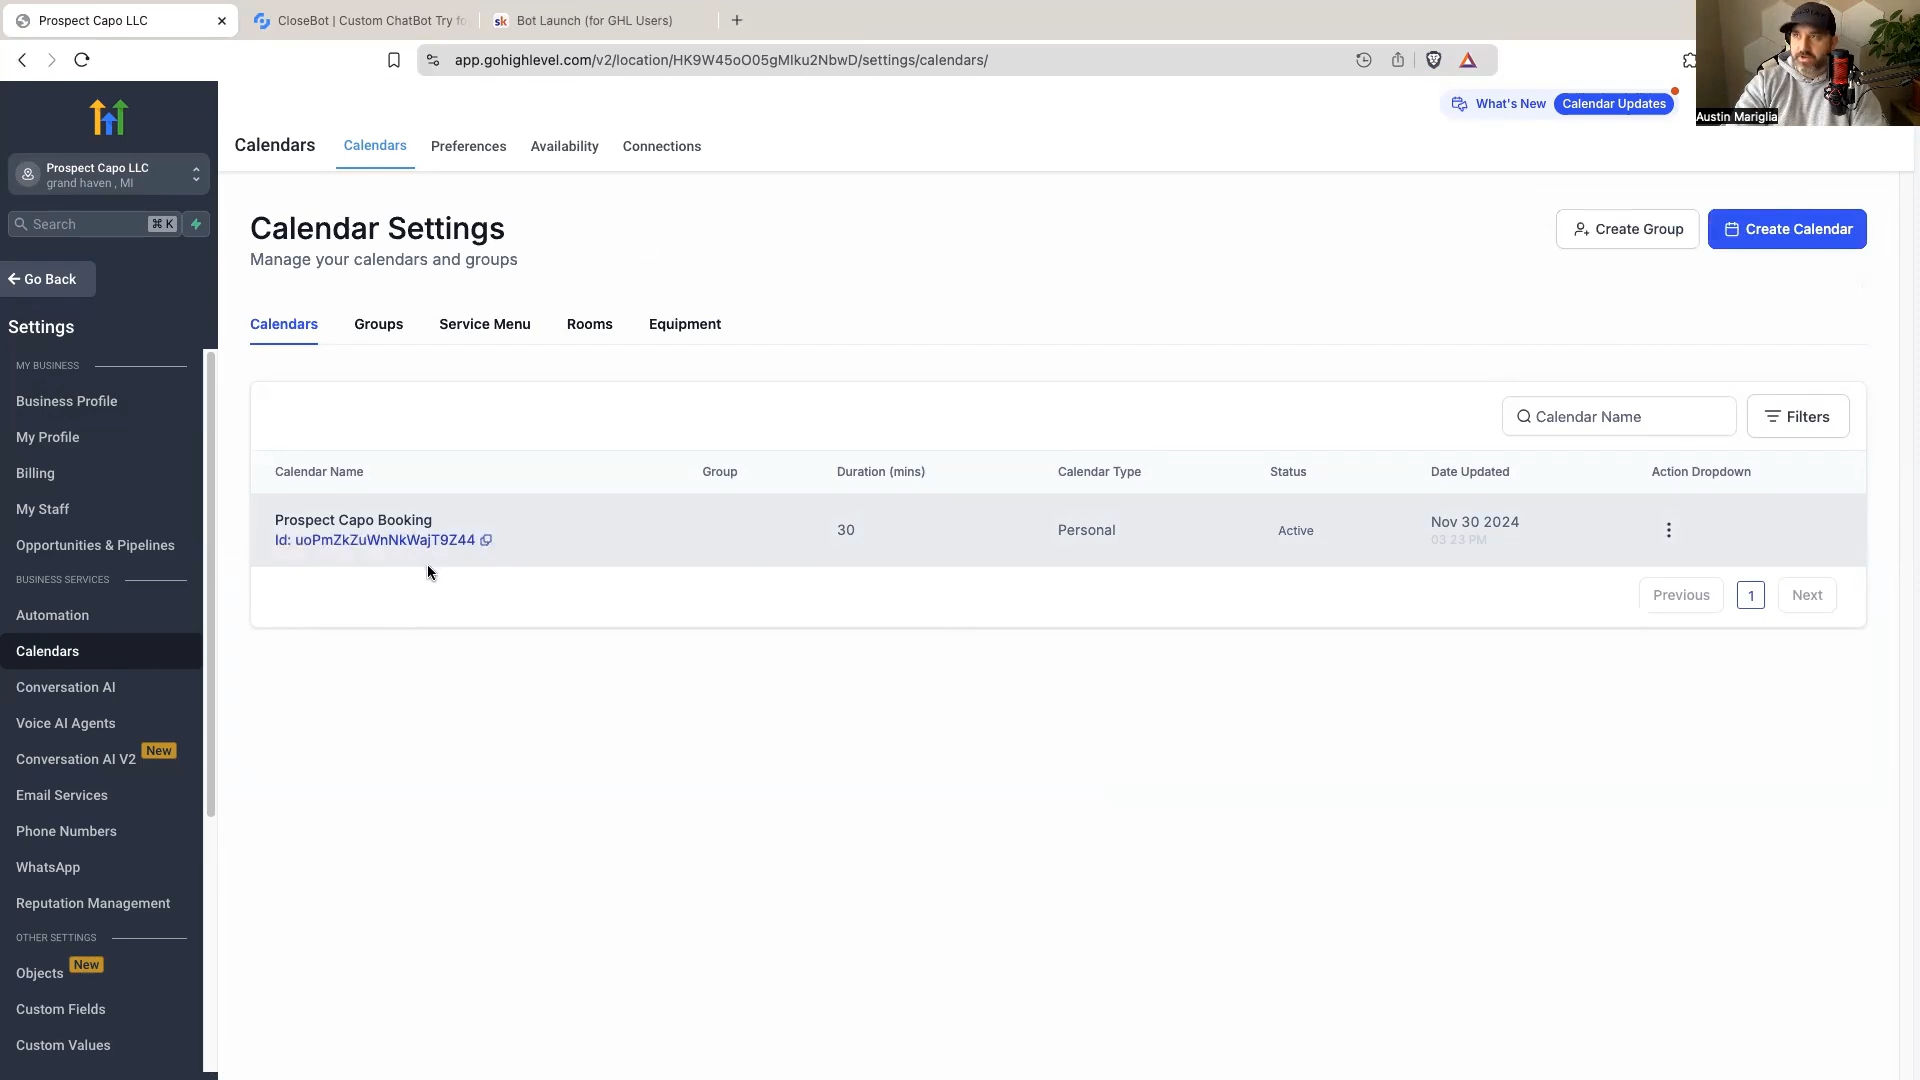 Prospect Capo LLC
CloseBot | Custom ChatBot Try fo
sk
Bot Launch (for GHL Users)
app.gohighlevel.com/v2/location/HK9W45oO05gMIku2NbwD/settings/calendars/
Austin Mariglia
What's New
Calendar Updates
Calendars
Calendars
Preferences
Availability
Connections
Prospect Capo LLC
grand haven , MI
Search
⌘ K
Go Back
Settings
MY BUSINESS
Business Profile
My Profile
Billing
My Staff
Opportunities & Pipelines
BUSINESS SERVICES
Automation
Calendars
Conversation AI
Voice AI Agents
Conversation AI V2 New
Email Services
Phone Numbers
WhatsApp
Reputation Management
OTHER SETTINGS
Objects New
Custom Fields
Custom Values
Calendar Settings
Manage your calendars and groups
Create Group
Create Calendar
Calendars
Groups
Service Menu
Rooms
Equipment
Calendar Name
Filters
Calendar Name
Group
Duration (mins)
Calendar Type
Status
Date Updated
Action Dropdown
Prospect Capo Booking
Id: uoPmZkZuWnNkWajT9Z44
30
Personal
Active
Nov 30 2024
03 23 PM
Previous
1
Next